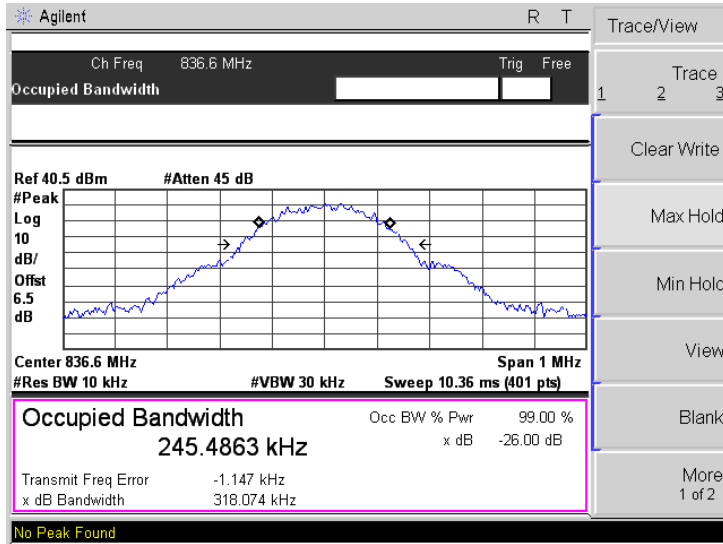 Agilent R T
Ch Freq 836.6 MHz Trig Free
Occupied Bandwidth
Ref 40.5 dBm #Atten 45 dB
#Peak
Log
10
dB/
Offst
6.5
dB
Center 836.6 MHz Span 1 MHz
#Res BW 10 kHz #VBW 30 kHz Sweep 10.36 ms (401 pts)
Occupied Bandwidth Occ BW % Pwr 99.00 %
245.4863 kHz x dB -26.00 dB
Transmit Freq Error -1.147 kHz
x dB Bandwidth 318.074 kHz
No Peak Found
Trace/View
Trace
1 2 3
Clear Write
Max Hold
Min Hold
View
Blank
More
1 of 2